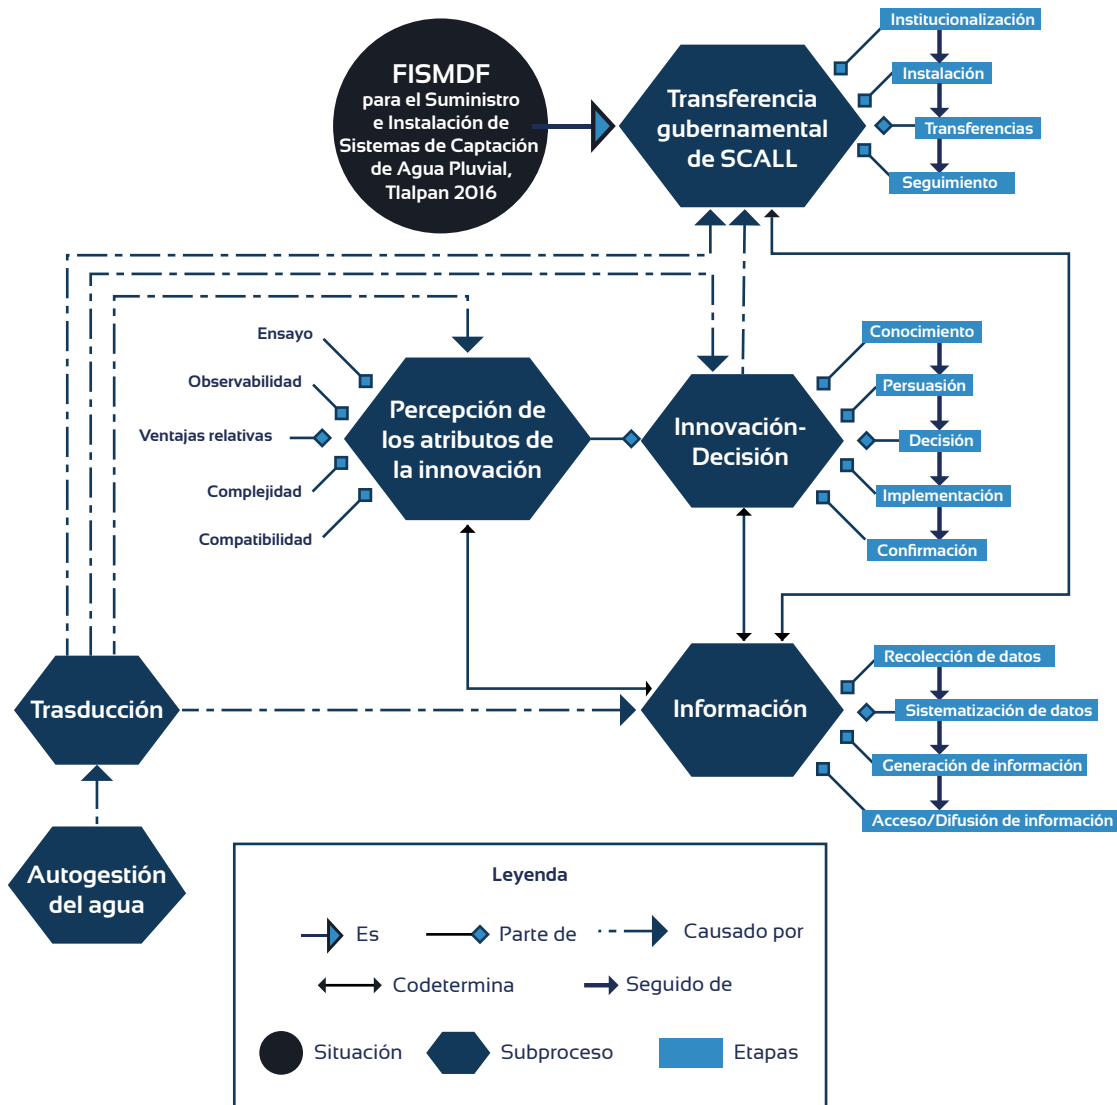 FISMDF
para el Suministro
e Instalación de
Sistemas de Captación
de Agua Pluvial,
Tlalpan 2016
Transferencia
gubernamental
de SCALL
Institucionalización
Instalación
Transferencias
Seguimiento
Ensayo
Observabilidad
Ventajas relativas
Complejidad
Compatibilidad
Percepción de
los atributos de
la innovación
Innovación-
Decisión
Conocimiento
Persuasión
Decisión
Implementación
Confirmación
Trasducción
Información
Recolección de datos
Sistematización de datos
Generación de información
Acceso/Difusión de información
Autogestión
del agua
Leyenda
Es
Parte de
Causado por
Codetermina
Seguido de
Situación
Subproceso
Etapas